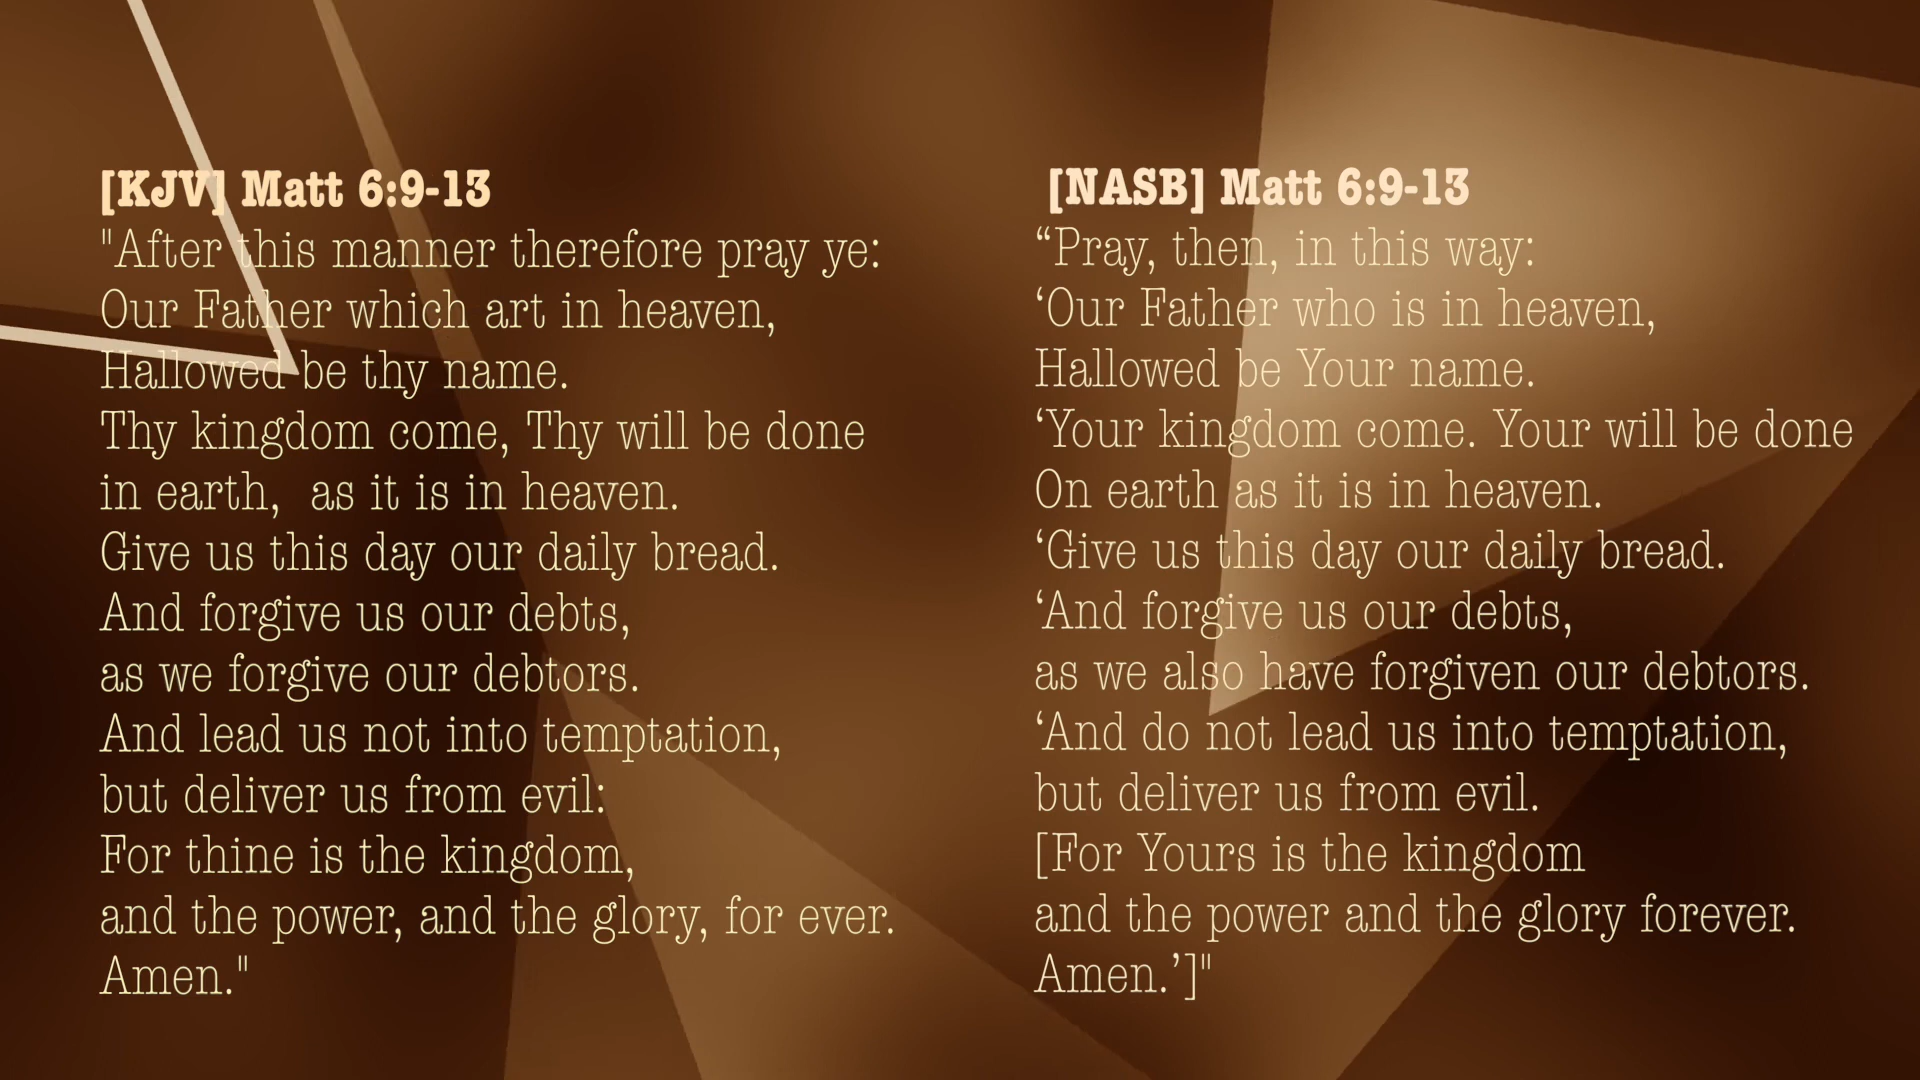 [KJV] Matt 6:9-13
"After this manner therefore pray ye:
Our Father which art in heaven,
Hallowed be thy name.
Thy kingdom come, Thy will be done
in earth,  as it is in heaven.
Give us this day our daily bread.
And forgive us our debts,
as we forgive our debtors.
And lead us not into temptation,
but deliver us from evil:
For thine is the kingdom,
and the power, and the glory, for ever.
Amen."
[NASB] Matt 6:9-13
“Pray, then, in this way:
‘Our Father who is in heaven,
Hallowed be Your name.
‘Your kingdom come. Your will be done
On earth as it is in heaven.
‘Give us this day our daily bread.
‘And forgive us our debts,
as we also have forgiven our debtors.
‘And do not lead us into temptation,
but deliver us from evil.
[For Yours is the kingdom
and the power and the glory forever.
Amen.’]"